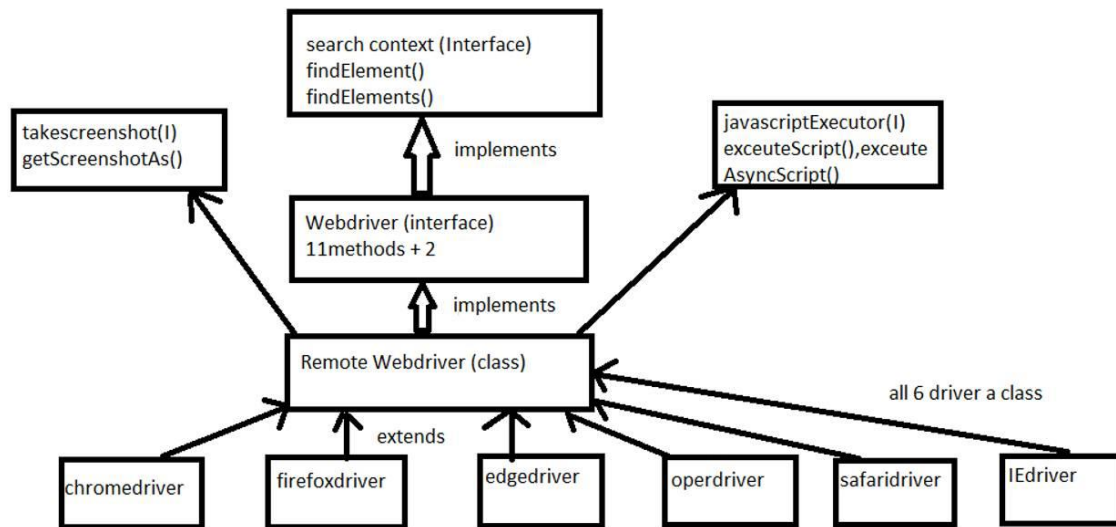 search context (Interface)
findElement()
findElements()
takescreenshot(I)
getScreenshotAs()
javascriptExecutor(I)
exceuteScript(),exceute
AsyncScript()
implements
Webdriver (interface)
11methods + 2
implements
Remote Webdriver (class)
all 6 driver a class
extends
chromedriver
firefoxdriver
edgedriver
operdriver
safaridriver
IEdriver